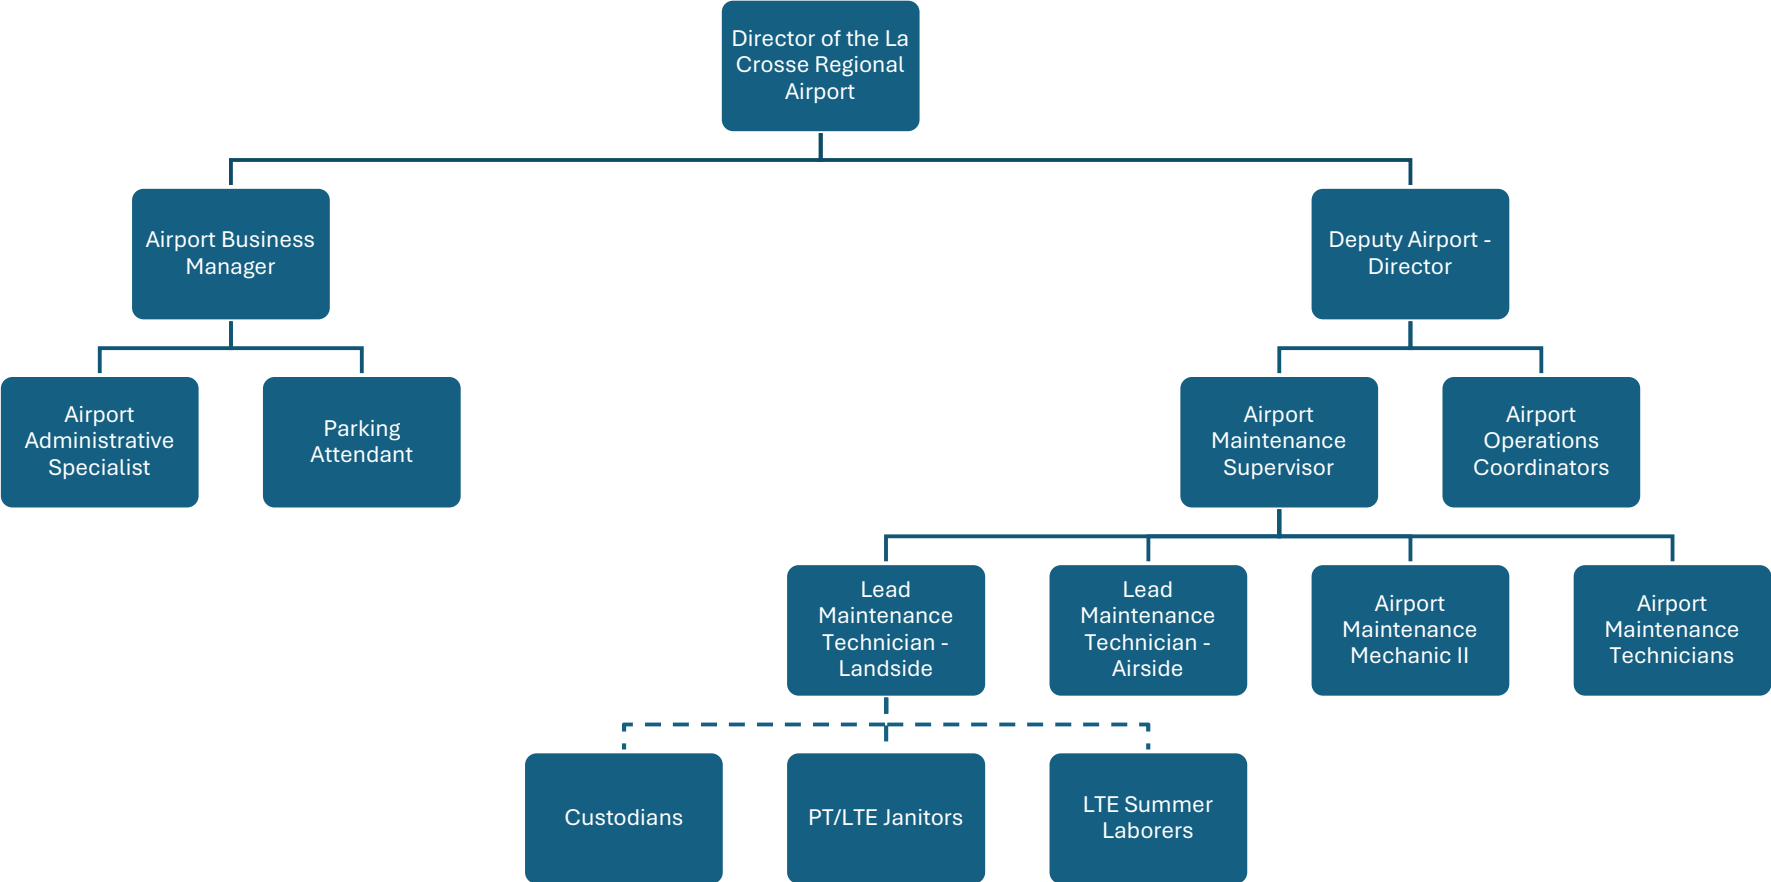 Director of the La
Crosse Regional
Airport
Airport Business
Manager
Deputy Airport -
Director
Airport
Administrative
Specialist
Parking
Attendant
Airport
Maintenance
Supervisor
Airport
Operations
Coordinators
Lead
Maintenance
Technician -
Landside
Lead
Maintenance
Technician -
Airside
Airport
Maintenance
Mechanic II
Airport
Maintenance
Technicians
Custodians
PT/LTE Janitors
LTE Summer
Laborers